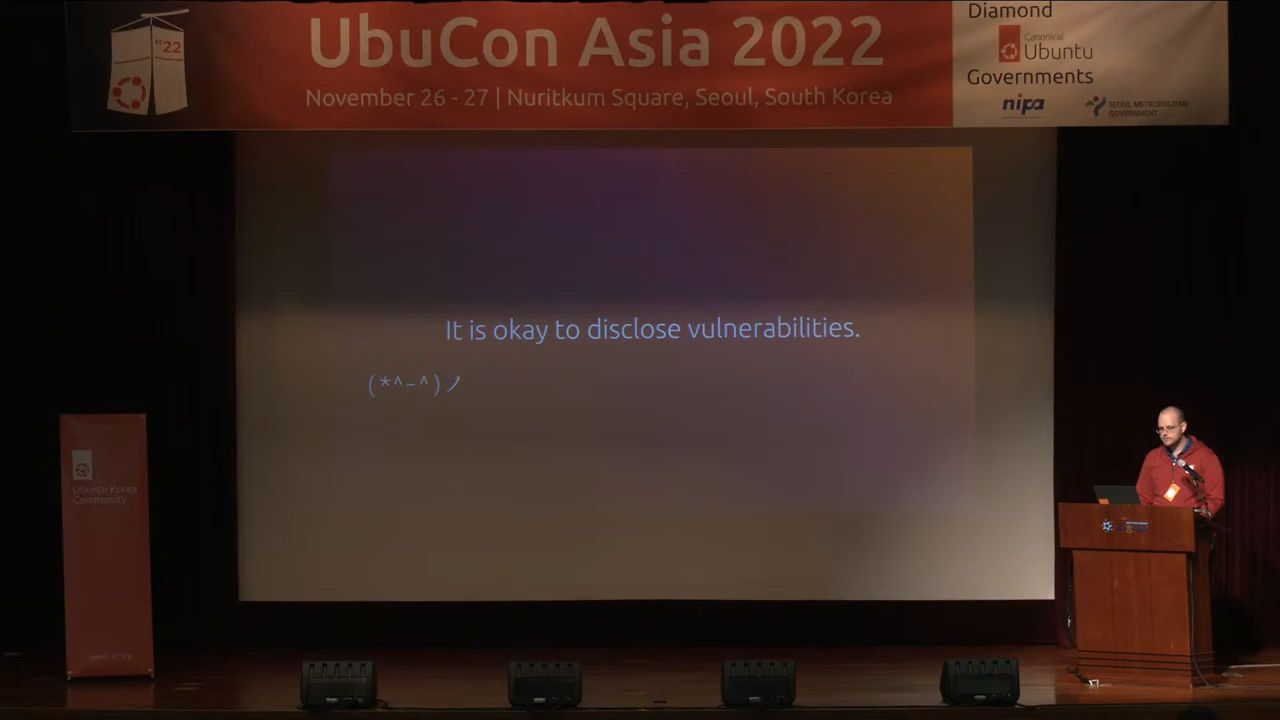 "22
UbuCon Asia 2022
November 26 - 27 | Nuritkum Square, Seoul, South Korea
Diamond
Canonical
Ubuntu
Governments
nipa
SEOUL METROPOLITAN
GOVERNMENT
It is okay to disclose vulnerabilities.
(*^-^)ノ
Ubuntu Korea
Community